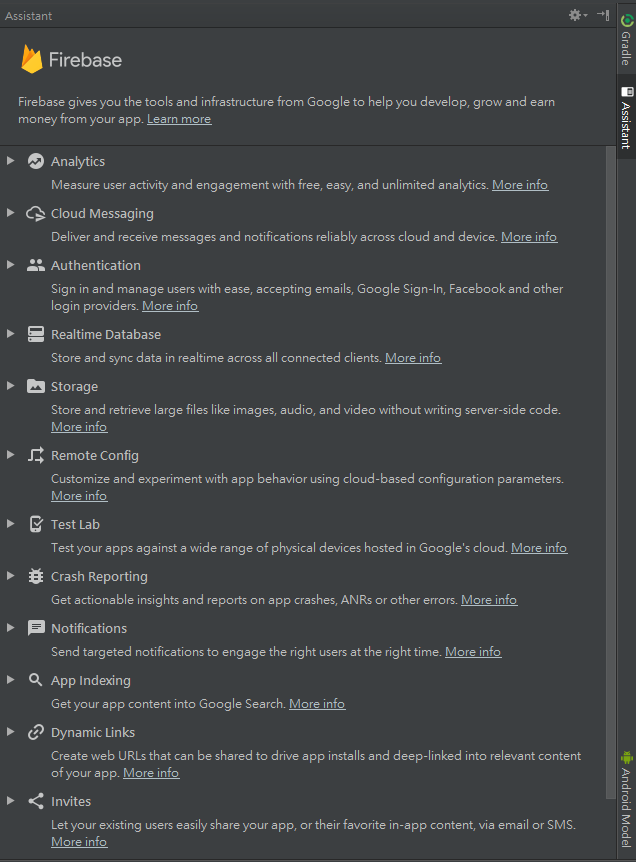 Assistant
Firebase
Firebase gives you the tools and infrastructure from Google to help you develop, grow and earn
money from your app. Learn more
Analytics
Measure user activity and engagement with free, easy, and unlimited analytics. More info
Cloud Messaging
Deliver and receive messages and notifications reliably across cloud and device. More info
Authentication
Sign in and manage users with ease, accepting emails, Google Sign-In, Facebook and other
login providers. More info
Realtime Database
Store and sync data in realtime across all connected clients. More info
Storage
Store and retrieve large files like images, audio, and video without writing server-side code.
More info
Remote Config
Customize and experiment with app behavior using cloud-based configuration parameters.
More info
Test Lab
Test your apps against a wide range of physical devices hosted in Google's cloud. More info
Crash Reporting
Get actionable insights and reports on app crashes, ANRs or other errors. More info
Notifications
Send targeted notifications to engage the right users at the right time. More info
App Indexing
Get your app content into Google Search. More info
Dynamic Links
Create web URLs that can be shared to drive app installs and deep-linked into relevant content
of your app. More info
Invites
Let your existing users easily share your app, or their favorite in-app content, via email or SMS.
More info
Gradle
Assistant
Android Model